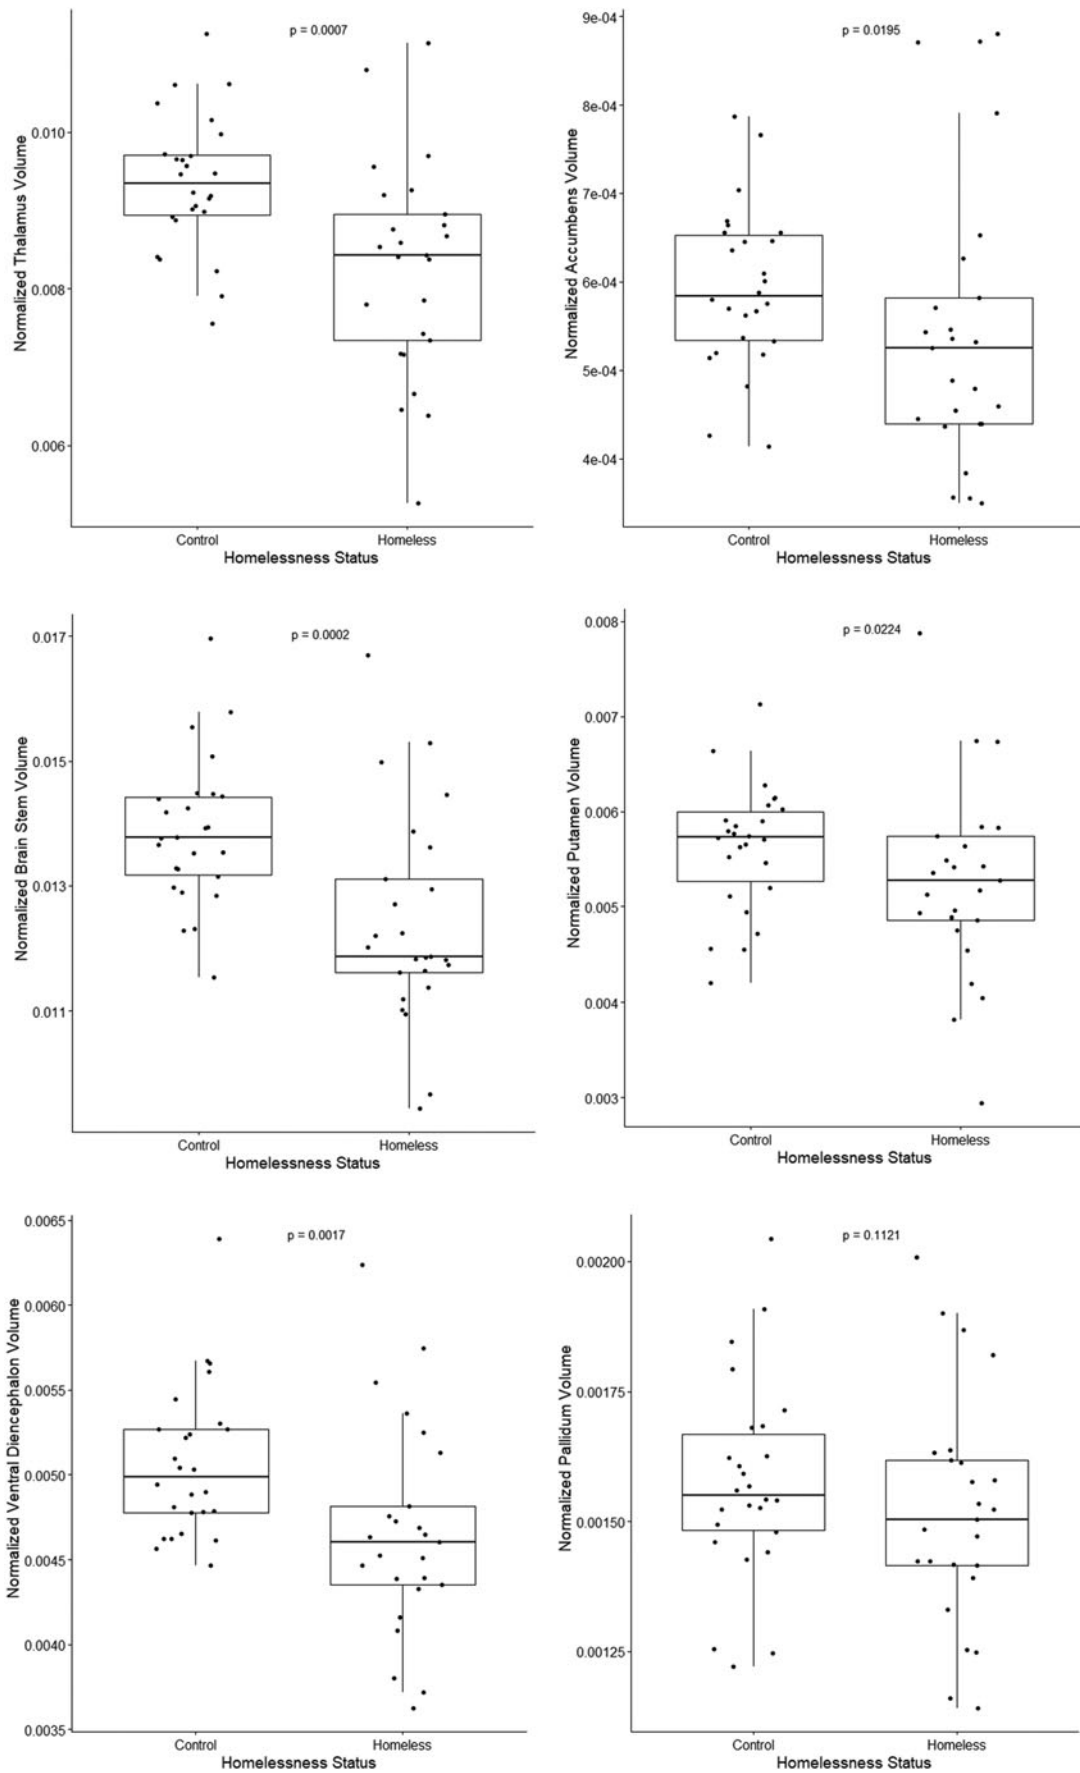 p = 0.0007
Normalized Thalamus Volume
0.010
0.008
0.006
Control
Homeless
Homelessness Status
p = 0.0195
Normalized Accumbens Volume
9e-04
8e-04
7e-04
6e-04
5e-04
4e-04
Control
Homeless
Homelessness Status
p = 0.0002
Normalized Brain Stem Volume
0.017
0.015
0.013
0.011
Control
Homeless
Homelessness Status
p = 0.0224
Normalized Putamen Volume
0.008
0.007
0.006
0.005
0.004
0.003
Control
Homeless
Homelessness Status
p = 0.0017
Normalized Ventral Diencephalon Volume
0.0065
0.0060
0.0055
0.0050
0.0045
0.0040
0.0035
Control
Homeless
Homelessness Status
p = 0.1121
Normalized Pallidum Volume
0.00200
0.00175
0.00150
0.00125
Control
Homeless
Homelessness Status